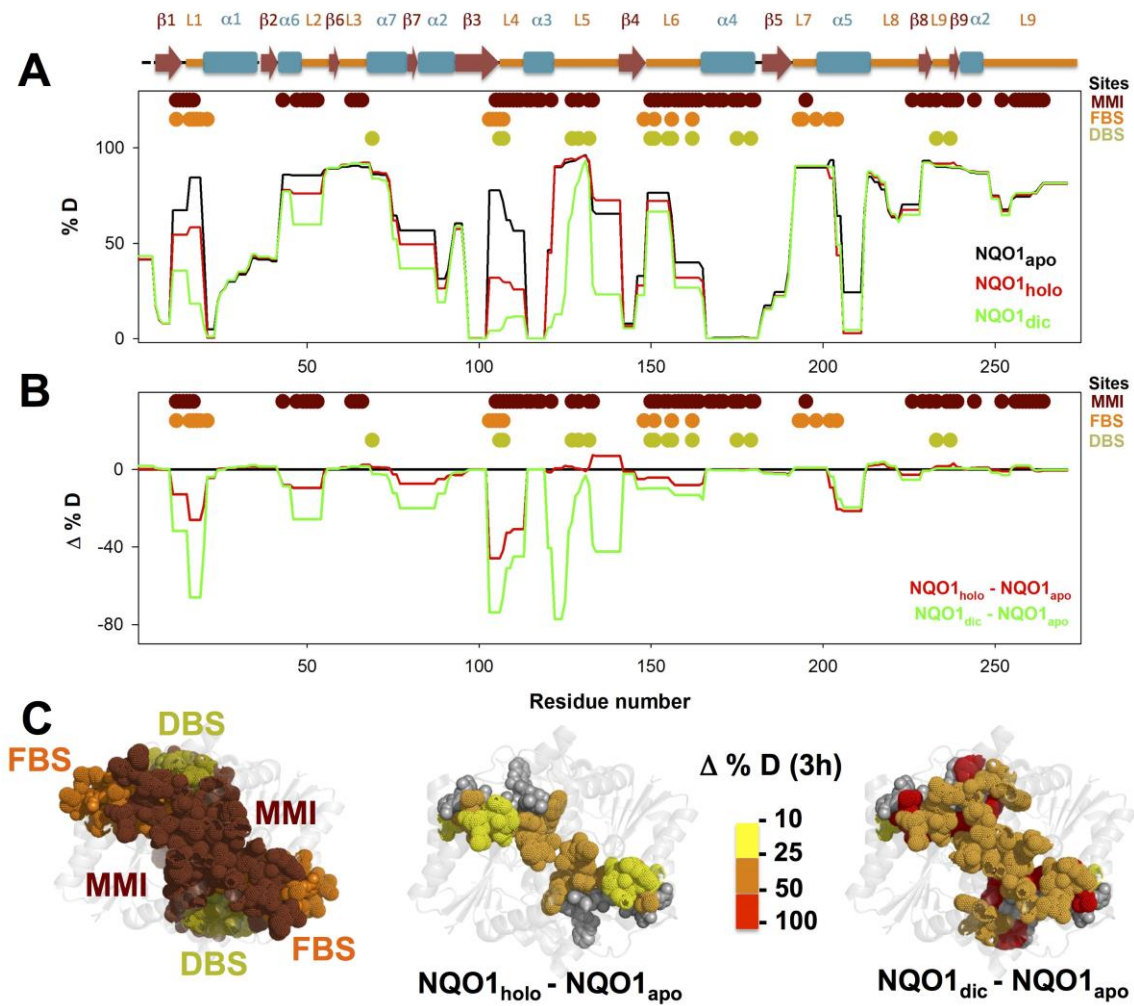 β1 L1 α1 β2 α6 L2 β6 L3 α7 β7 α2 β3 L4 α3 L5 β4 L6 α4 β5 L7 α5 L8 β8 L9 β9 α2 L9
A
Sites
MMI
FBS
DBS
100
50
0
% D
NQO1apo
NQO1holo
NQO1dic
50 100 150 200 250
B
Sites
MMI
FBS
DBS
0
-40
-80
Δ % D
NQO1holo - NQO1apo
NQO1dic - NQO1apo
50 100 150 200 250
Residue number
C
DBS
FBS
MMI
MMI
FBS
DBS
Δ % D (3h)
- 10
- 25
- 50
- 100
NQO1holo - NQO1apo
NQO1dic - NQO1apo